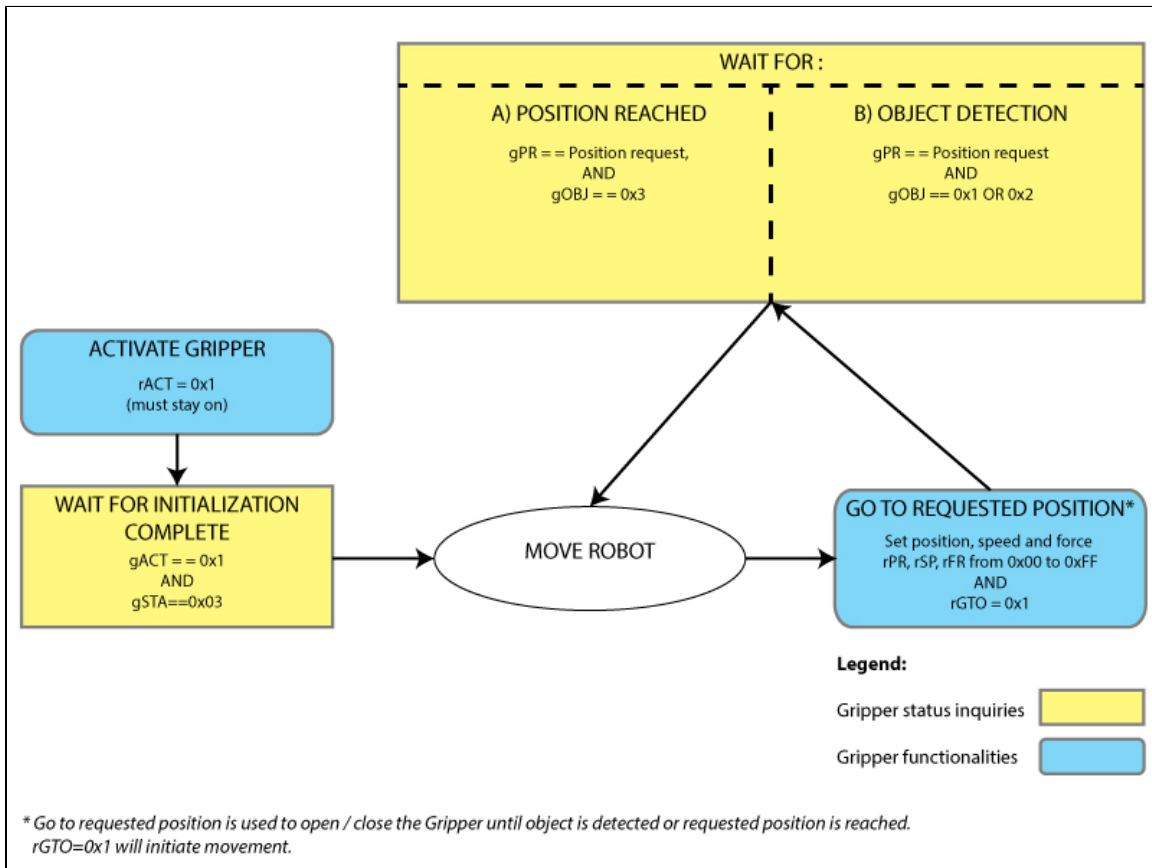 WAIT FOR :
A) POSITION REACHED
gPR = = Position request,
AND
gOBJ = = 0x3
B) OBJECT DETECTION
gPR == Position request
AND
gOBJ == 0x1 OR 0x2
ACTIVATE GRIPPER
rACT = 0x1
(must stay on)
WAIT FOR INITIALIZATION
COMPLETE
gACT = = 0x1
AND
gSTA==0x03
MOVE ROBOT
GO TO REQUESTED POSITION*
Set position, speed and force
rPR, rSP, rFR from 0x00 to 0xFF
AND
rGTO = 0x1
Legend:
Gripper status inquiries
Gripper functionalities
* Go to requested position is used to open / close the Gripper until object is detected or requested position is reached.
rGTO=0x1 will initiate movement.